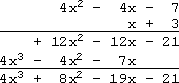 4x² − 4x − 7
x + 3
+ 12x² − 12x − 21
4x³ − 4x² − 7x
4x³ + 8x² − 19x − 21